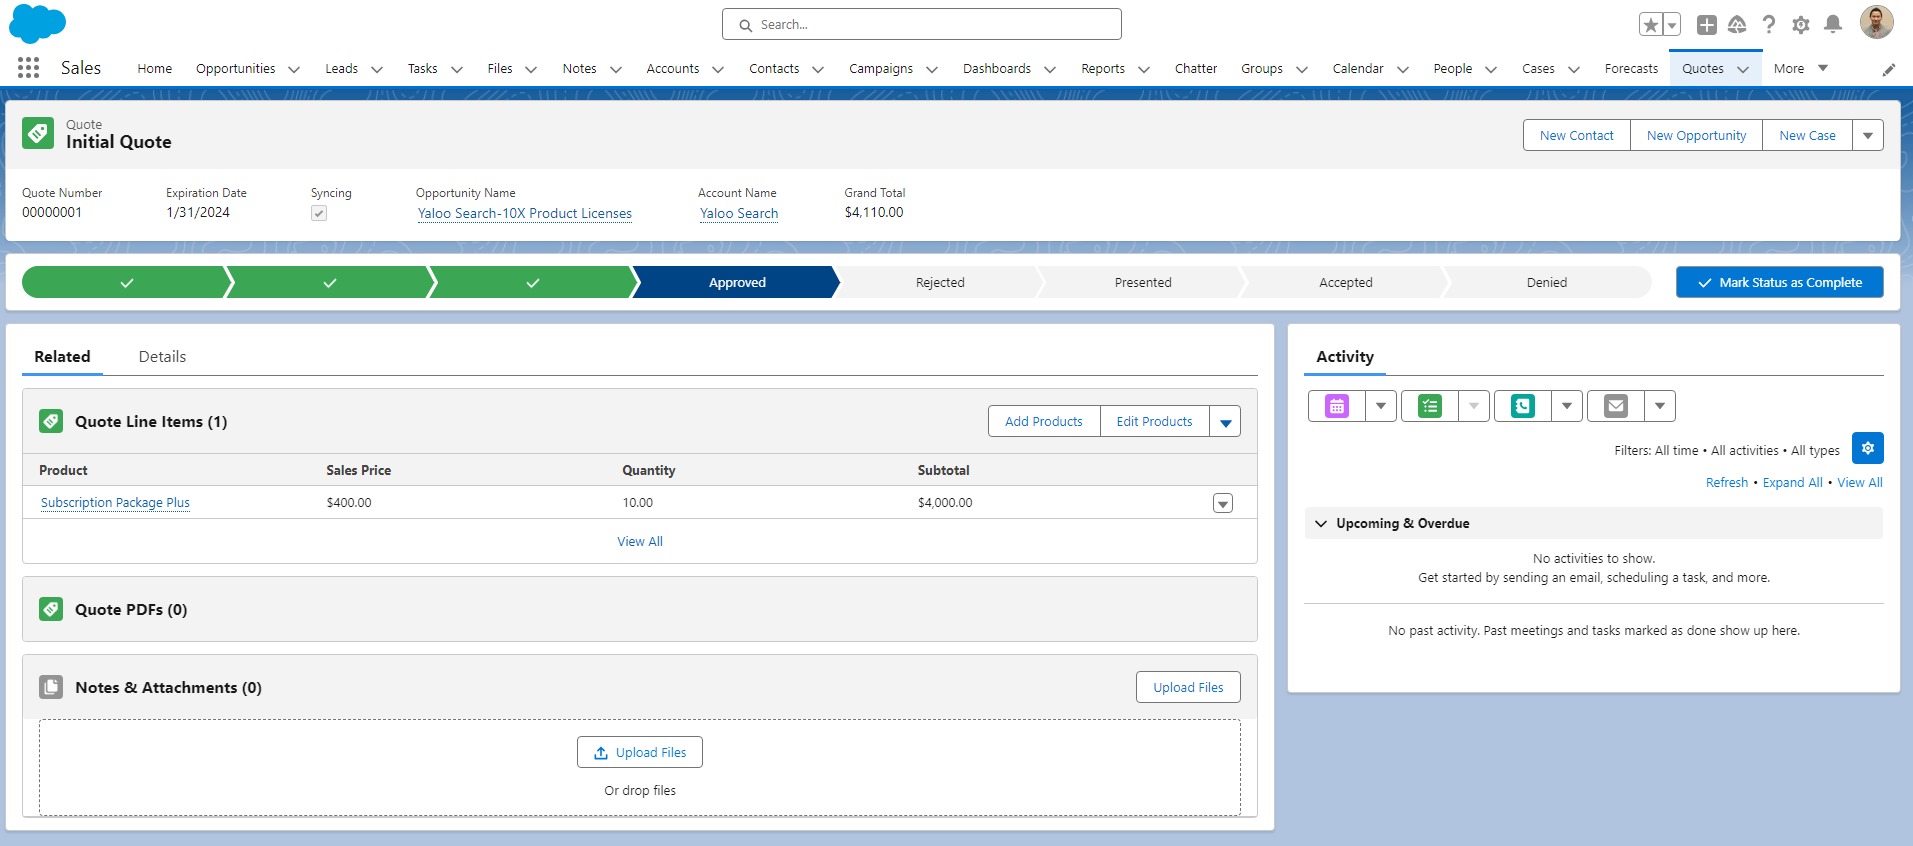 Search...
Sales
Home
Opportunities
Leads
Tasks
Files
Notes
Accounts
Contacts
Campaigns
Dashboards
Reports
Chatter
Groups
Calendar
People
Cases
Forecasts
Quotes
More
Quote
Initial Quote
New Contact
New Opportunity
New Case
Quote Number
00000001
Expiration Date
1/31/2024
Syncing
Opportunity Name
Yaloo Search-10X Product Licenses
Account Name
Yaloo Search
Grand Total
$4,110.00
Approved
Rejected
Presented
Accepted
Denied
Mark Status as Complete
Related
Details
Quote Line Items (1)
Add Products
Edit Products
Product
Sales Price
Quantity
Subtotal
Subscription Package Plus
$400.00
10.00
$4,000.00
View All
Quote PDFs (0)
Notes & Attachments (0)
Upload Files
Upload Files
Or drop files
Activity
Filters: All time • All activities • All types
Refresh • Expand All • View All
Upcoming & Overdue
No activities to show.
Get started by sending an email, scheduling a task, and more.
No past activity. Past meetings and tasks marked as done show up here.